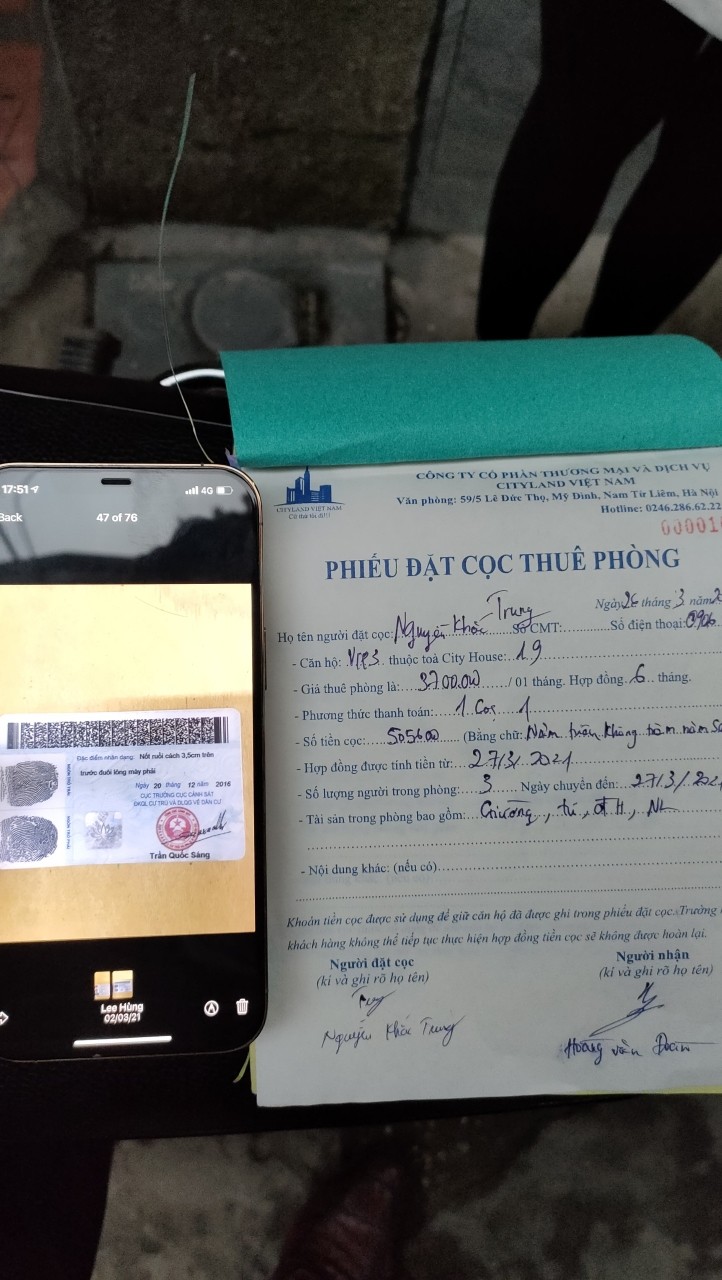 17:51
4G
Back
47 of 76
Đặc điểm nhân dạng: Nốt ruồi cách 3,5cm trên
trước đuôi lông mày phải
Ngày 20 tháng 12 năm 2016
CỤC TRƯỞNG CỤC CẢNH SÁT
ĐKQL CƯ TRÚ VÀ DLQG VỀ DÂN CƯ
Trần Quốc Sảng
Lee Hùng
02/03/21
CITYLAND VIỆT NAM
CÔNG TY CỔ PHẦN THƯƠNG MẠI VÀ DỊCH VỤ
CITYLAND VIỆT NAM
Văn phòng: 59/5 Lê Đức Thọ, Mỹ Đình, Nam Từ Liêm, Hà Nội
Hotline: 0246.286.62.22
PHIẾU ĐẶT CỌC THUÊ PHÒNG
Ngày 26 tháng 3 năm
Họ tên người đặt cọc: Nguyễn Khắc Trung Số CMT: Số điện thoại:
- Căn hộ: thuộc toà City House: 19
- Giá thuê phòng là: 3700.000 / 01 tháng. Hợp đồng 6 tháng.
- Phương thức thanh toán: 1 Cọc 1
- Số tiền cọc: 505600 (Bằng chữ: Năm trăm không trăm năm
- Hợp đồng được tính tiền từ: 27/3/2021
- Số lượng người trong phòng: 3 Ngày chuyển đến: 27/3/2021
- Tài sản trong phòng bao gồm: Giường, tủ, đH, NL
- Nội dung khác: (nếu có)
Khoản tiền cọc được sử dụng để giữ căn hộ đã được ghi trong phiếu đặt cọc. Trường
khách hàng không thể tiếp tục thực hiện hợp đồng tiền cọc sẽ không được hoàn lại.
Người đặt cọc
(kí và ghi rõ họ tên)
Nguyễn Khắc Trung
Người nhận
(kí và ghi rõ họ tên)
Hoàng văn Đoàn